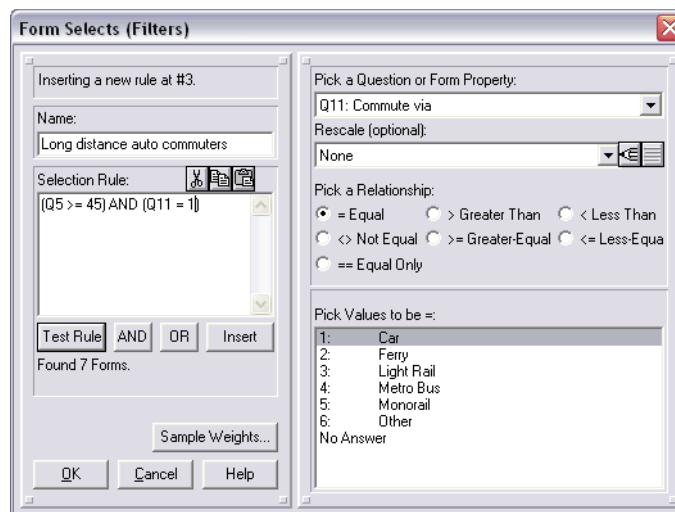 Form Selects (Filters)
Inserting a new rule at #3.
Name:
Long distance auto commuters
Selection Rule:
(Q5 >= 45) AND (Q11 = 1)
Test Rule AND OR Insert
Found 7 Forms.
Sample Weights...
OK Cancel Help
Pick a Question or Form Property:
Q11: Commute via
Rescale (optional):
None
Pick a Relationship:
= Equal > Greater Than < Less Than
<> Not Equal >= Greater-Equal <= Less-Equa
== Equal Only
Pick Values to be =:
1: Car
2: Ferry
3: Light Rail
4: Metro Bus
5: Monorail
6: Other
No Answer